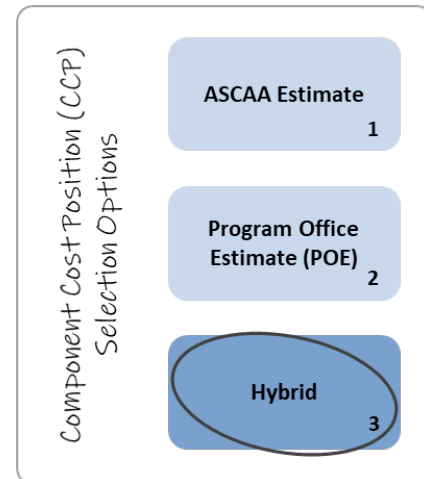 Component Cost Position (CCP)
Selection Options
ASCAA Estimate
1
Program Office
Estimate (POE)
2
Hybrid
3